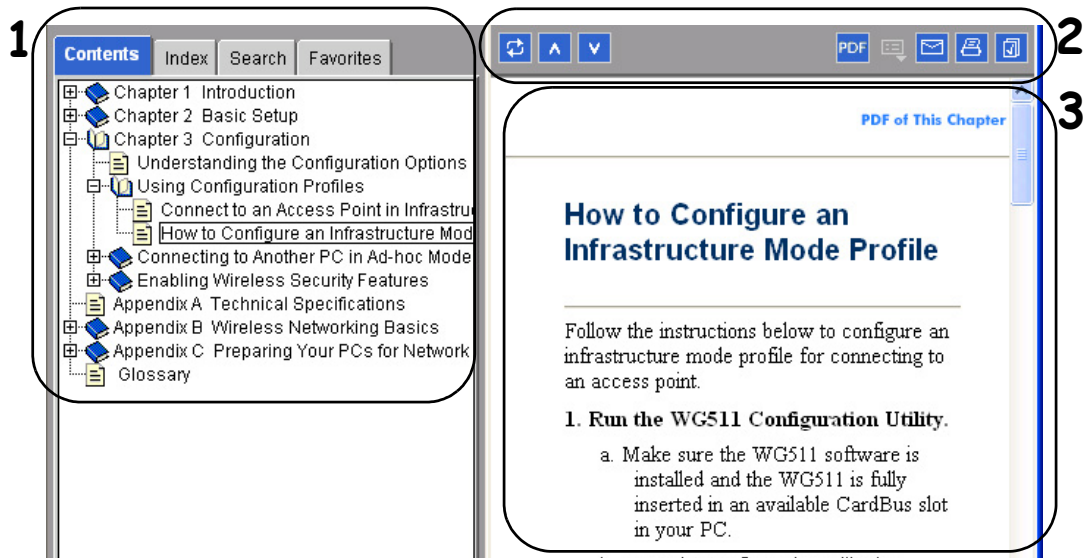 1
Contents Index Search Favorites
Chapter 1 Introduction
Chapter 2 Basic Setup
Chapter 3 Configuration
Understanding the Configuration Options
Using Configuration Profiles
Connect to an Access Point in Infrastru
How to Configure an Infrastructure Mod
Connecting to Another PC in Ad-hoc Mode
Enabling Wireless Security Features
Appendix A Technical Specifications
Appendix B Wireless Networking Basics
Appendix C Preparing Your PCs for Network
Glossary
2
PDF
3
PDF of This Chapter
How to Configure an
Infrastructure Mode Profile
Follow the instructions below to configure an
infrastructure mode profile for connecting to
an access point.
1. Run the WG511 Configuration Utility.
a. Make sure the WG511 software is
installed and the WG511 is fully
inserted in an available CardBus slot
in your PC.